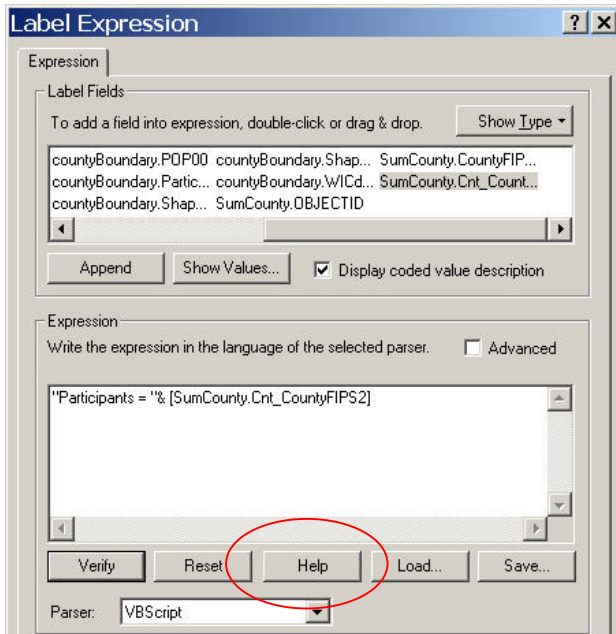 Label Expression
Expression
Label Fields
To add a field into expression, double-click or drag & drop.
Show Type
countyBoundary.POP00 countyBoundary.Shap... SumCounty.CountyFIP...
countyBoundary.Partic... countyBoundary.WICd... SumCounty.Cnt_Count...
countyBoundary.Shap... SumCounty.OBJECTID
Append Show Values... Display coded value description
Expression
Write the expression in the language of the selected parser. Advanced
"Participants = "& [SumCounty.Cnt_CountyFIPS2]
Verify Reset Help Load... Save...
Parser: VBScript